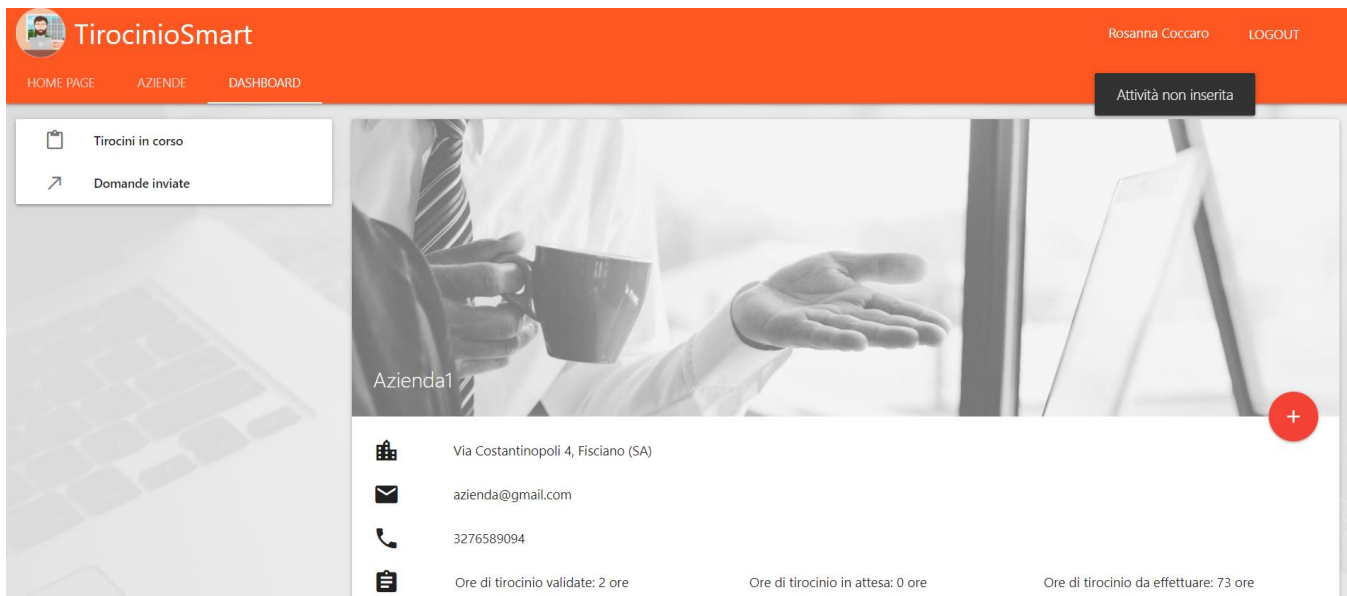 TirocinioSmart
Rosanna Coccaro LOGOUT
HOME PAGE AZIENDE DASHBOARD
Attività non inserita
Tirocini in corso
Domande inviate
Azienda1
Via Costantinopoli 4, Fisciano (SA)
azienda@gmail.com
3276589094
Ore di tirocinio validate: 2 ore Ore di tirocinio in attesa: 0 ore Ore di tirocinio da effettuare: 73 ore